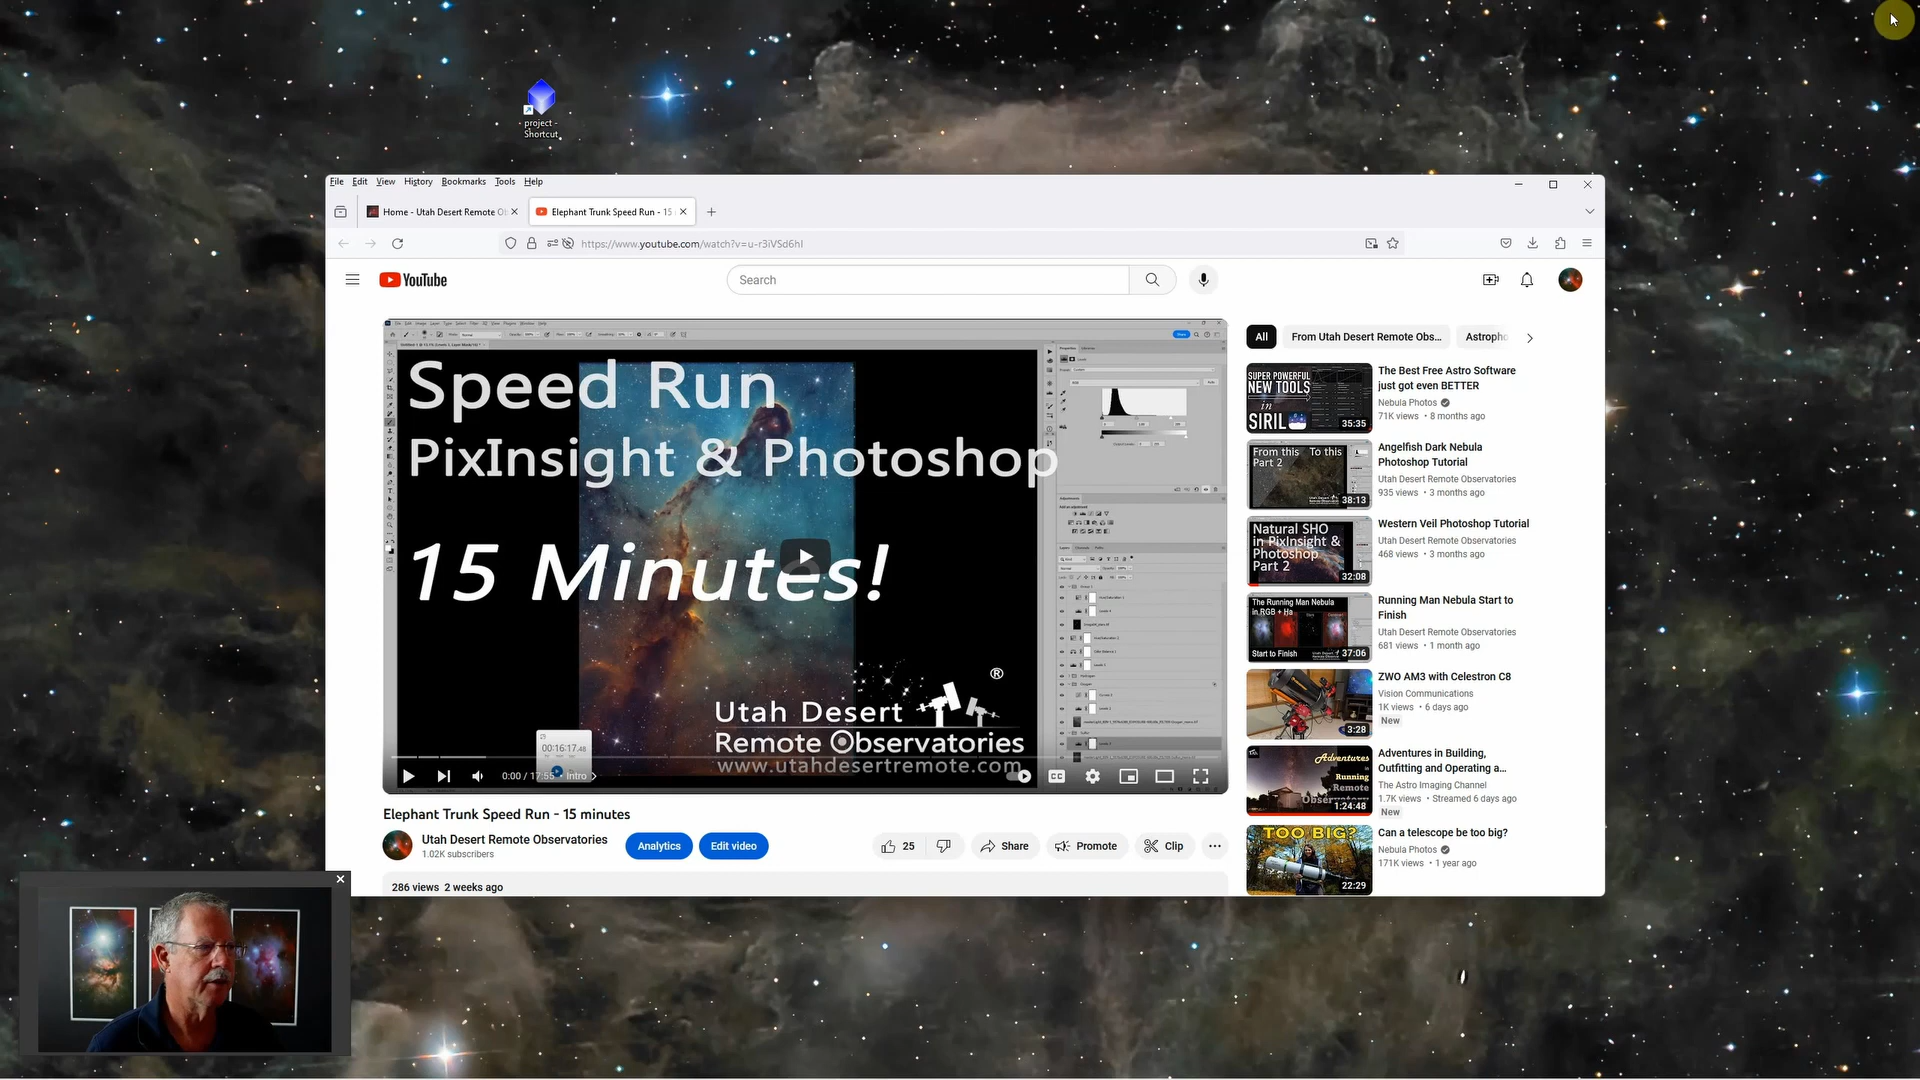 project -
Shortcut
File Edit View History Bookmarks Tools Help
Home - Utah Desert Remote Ob
Elephant Trunk Speed Run - 15
https://www.youtube.com/watch?v=u-r3iVSd6hI
YouTube
Search
Speed Run
PixInsight & Photoshop
15 Minutes!
®
Utah Desert
Remote Observatories
www.utahdesertremote.com
00:16:17.48
0:00 / 17:55 • Intro
CC
Elephant Trunk Speed Run - 15 minutes
Utah Desert Remote Observatories
1.02K subscribers
Analytics
Edit video
25
Share
Promote
Clip
286 views 2 weeks ago
All
From Utah Desert Remote Obs...
Astropho
SUPER POWERFUL
NEW TOOLS
in
SIRIL
35:35
The Best Free Astro Software
just got even BETTER
Nebula Photos
71K views • 8 months ago
From this To this
Part 2
38:13
Angelfish Dark Nebula
Photoshop Tutorial
Utah Desert Remote Observatories
935 views • 3 months ago
Natural SHO
in PixInsight &
Photoshop
Part 2
32:08
Western Veil Photoshop Tutorial
Utah Desert Remote Observatories
468 views • 3 months ago
The Running Man Nebula
in RGB + Ha
Start to Finish
37:06
Running Man Nebula Start to
Finish
Utah Desert Remote Observatories
681 views • 1 month ago
3:28
ZWO AM3 with Celestron C8
Vision Communications
1K views • 6 days ago
New
Adventures
in Building,
Running
Remote
Observatory
1:24:48
Adventures in Building,
Outfitting and Operating a...
The Astro Imaging Channel
1.7K views • Streamed 6 days ago
New
TOO BIG?
22:29
Can a telescope be too big?
Nebula Photos
171K views • 1 year ago